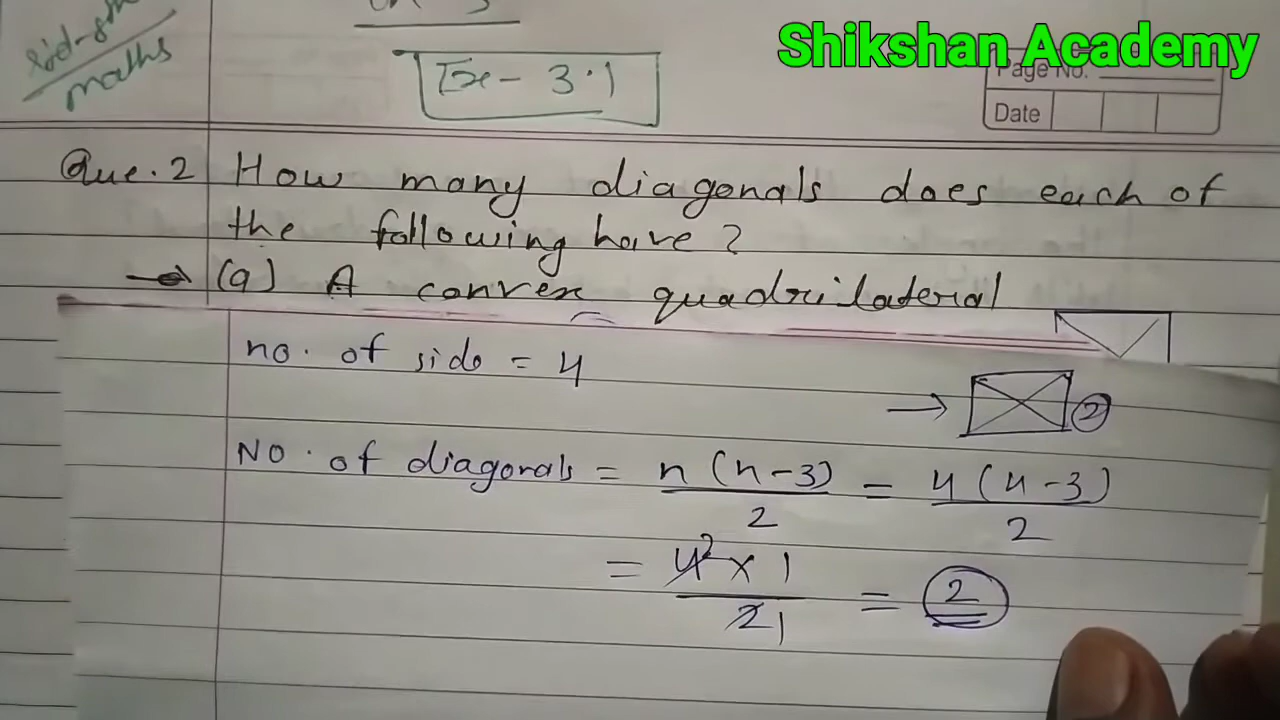 Shikshan Academy
maths
Ex - 3.1
Page No.
Date
Que. 2 How many diagonals does each of
the following have?
→ (a) A convex quadrilateral
no. of side = 4
→ 2
No. of diagonals = n(n-3)/2 = 4(4-3)/2
= 4² × 1 / 21 = 2